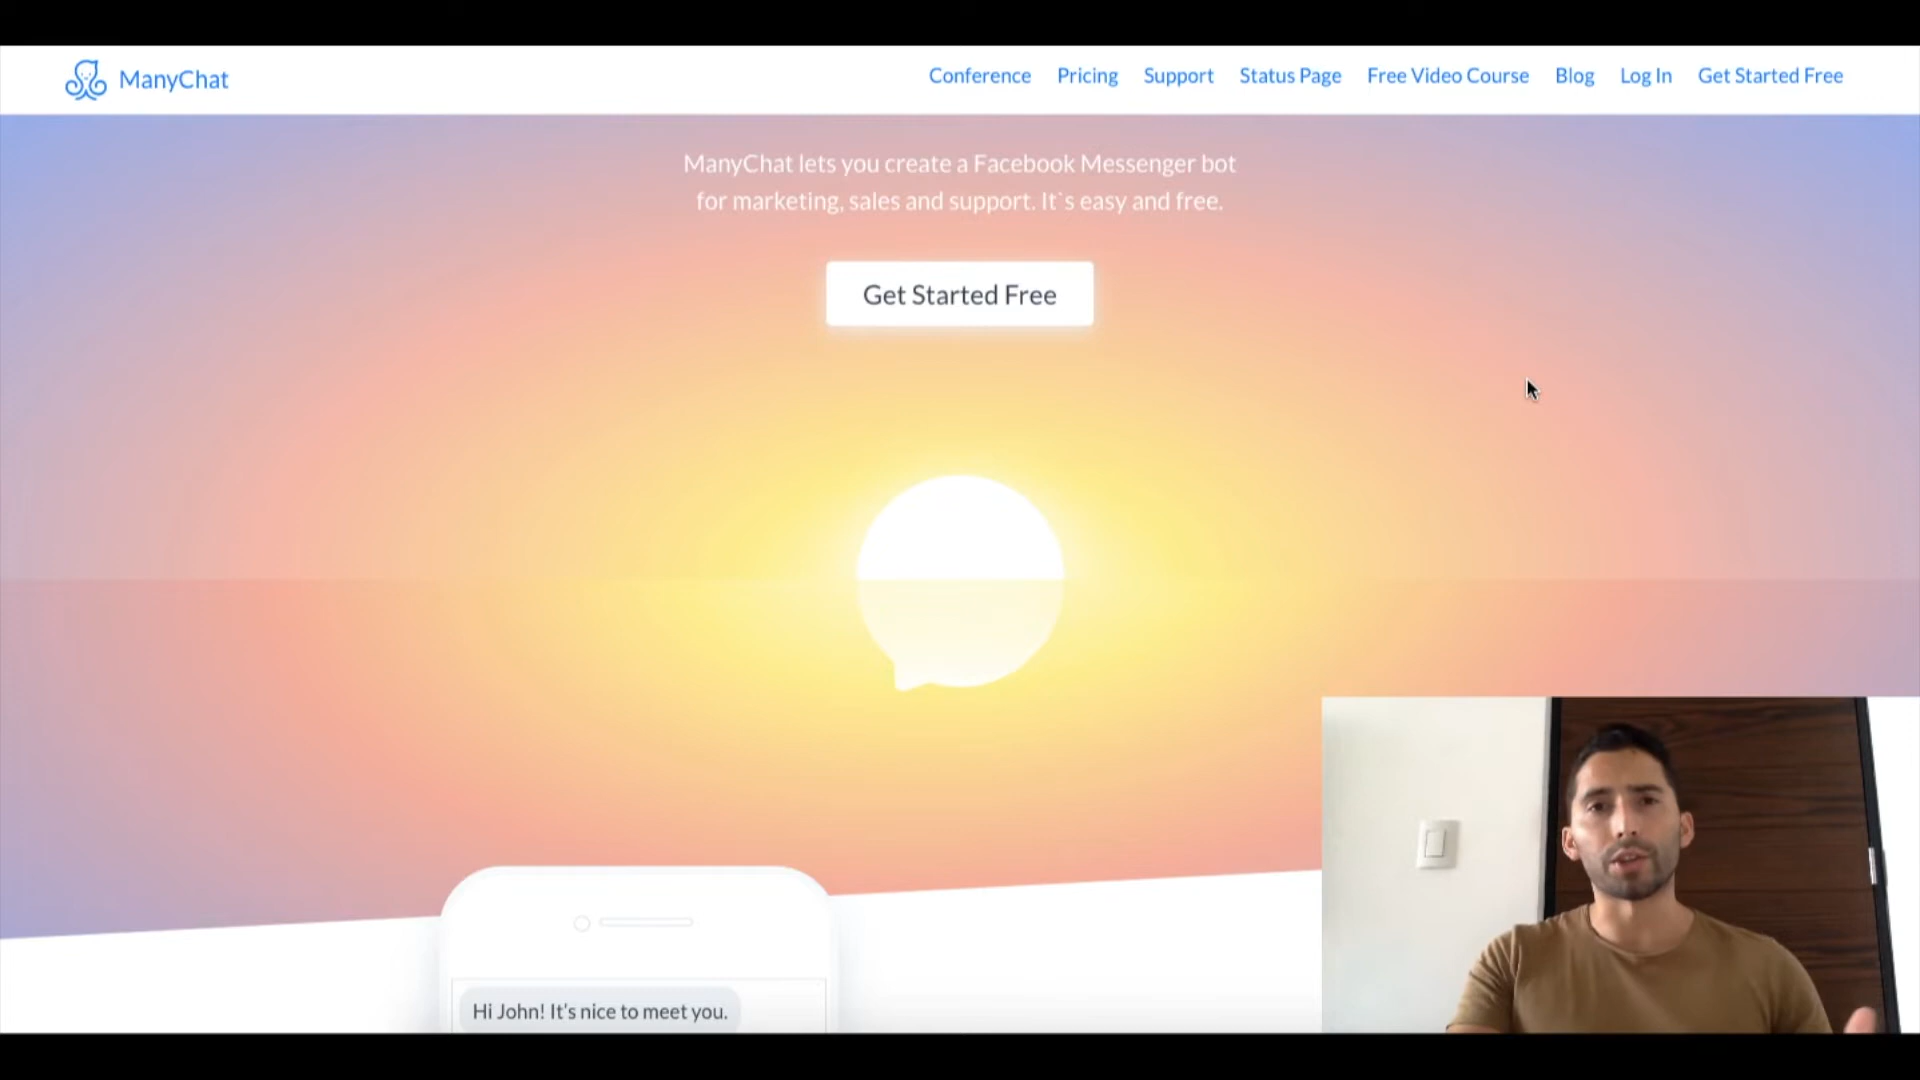 ManyChat
Conference Pricing Support Status Page Free Video Course Blog Log In Get Started Free
ManyChat lets you create a Facebook Messenger bot
for marketing, sales and support. It`s easy and free.
Get Started Free
Hi John! It's nice to meet you.